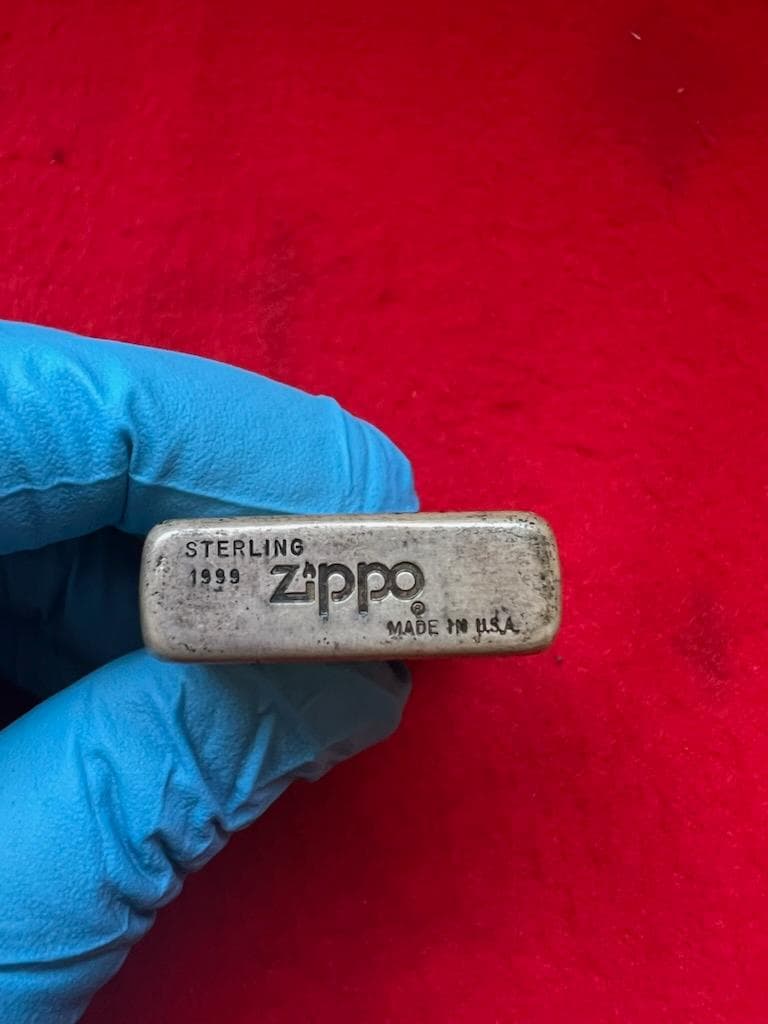 STERLING
1999
Zippo®
MADE IN U.S.A.